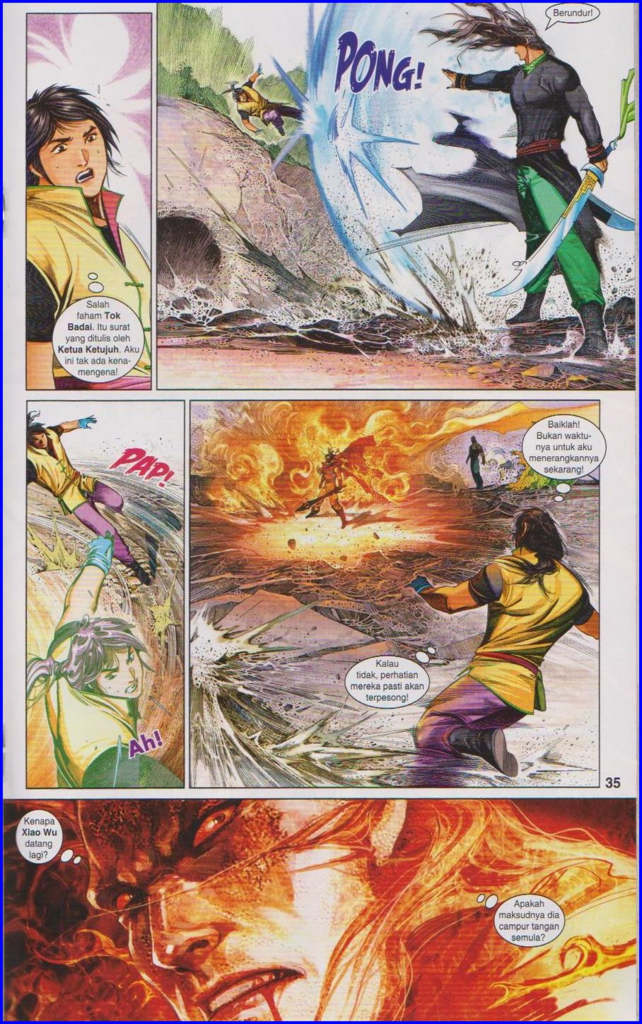 Salah
faham Tok
Badai. Itu surat
yang ditulis oleh
Ketua Ketujuh. Aku
ini tak ada kena-
mengena!
PONG!
Berundur!
PAP!
Ah!
Baiklah!
Bukan waktu-
nya untuk aku
menerangkannya
sekarang!
Kalau
tidak, perhatian
mereka pasti akan
terpesong!
35
Kenapa
Xiao Wu
datang
lagi?
Apakah
maksudnya dia
campur tangan
semula?